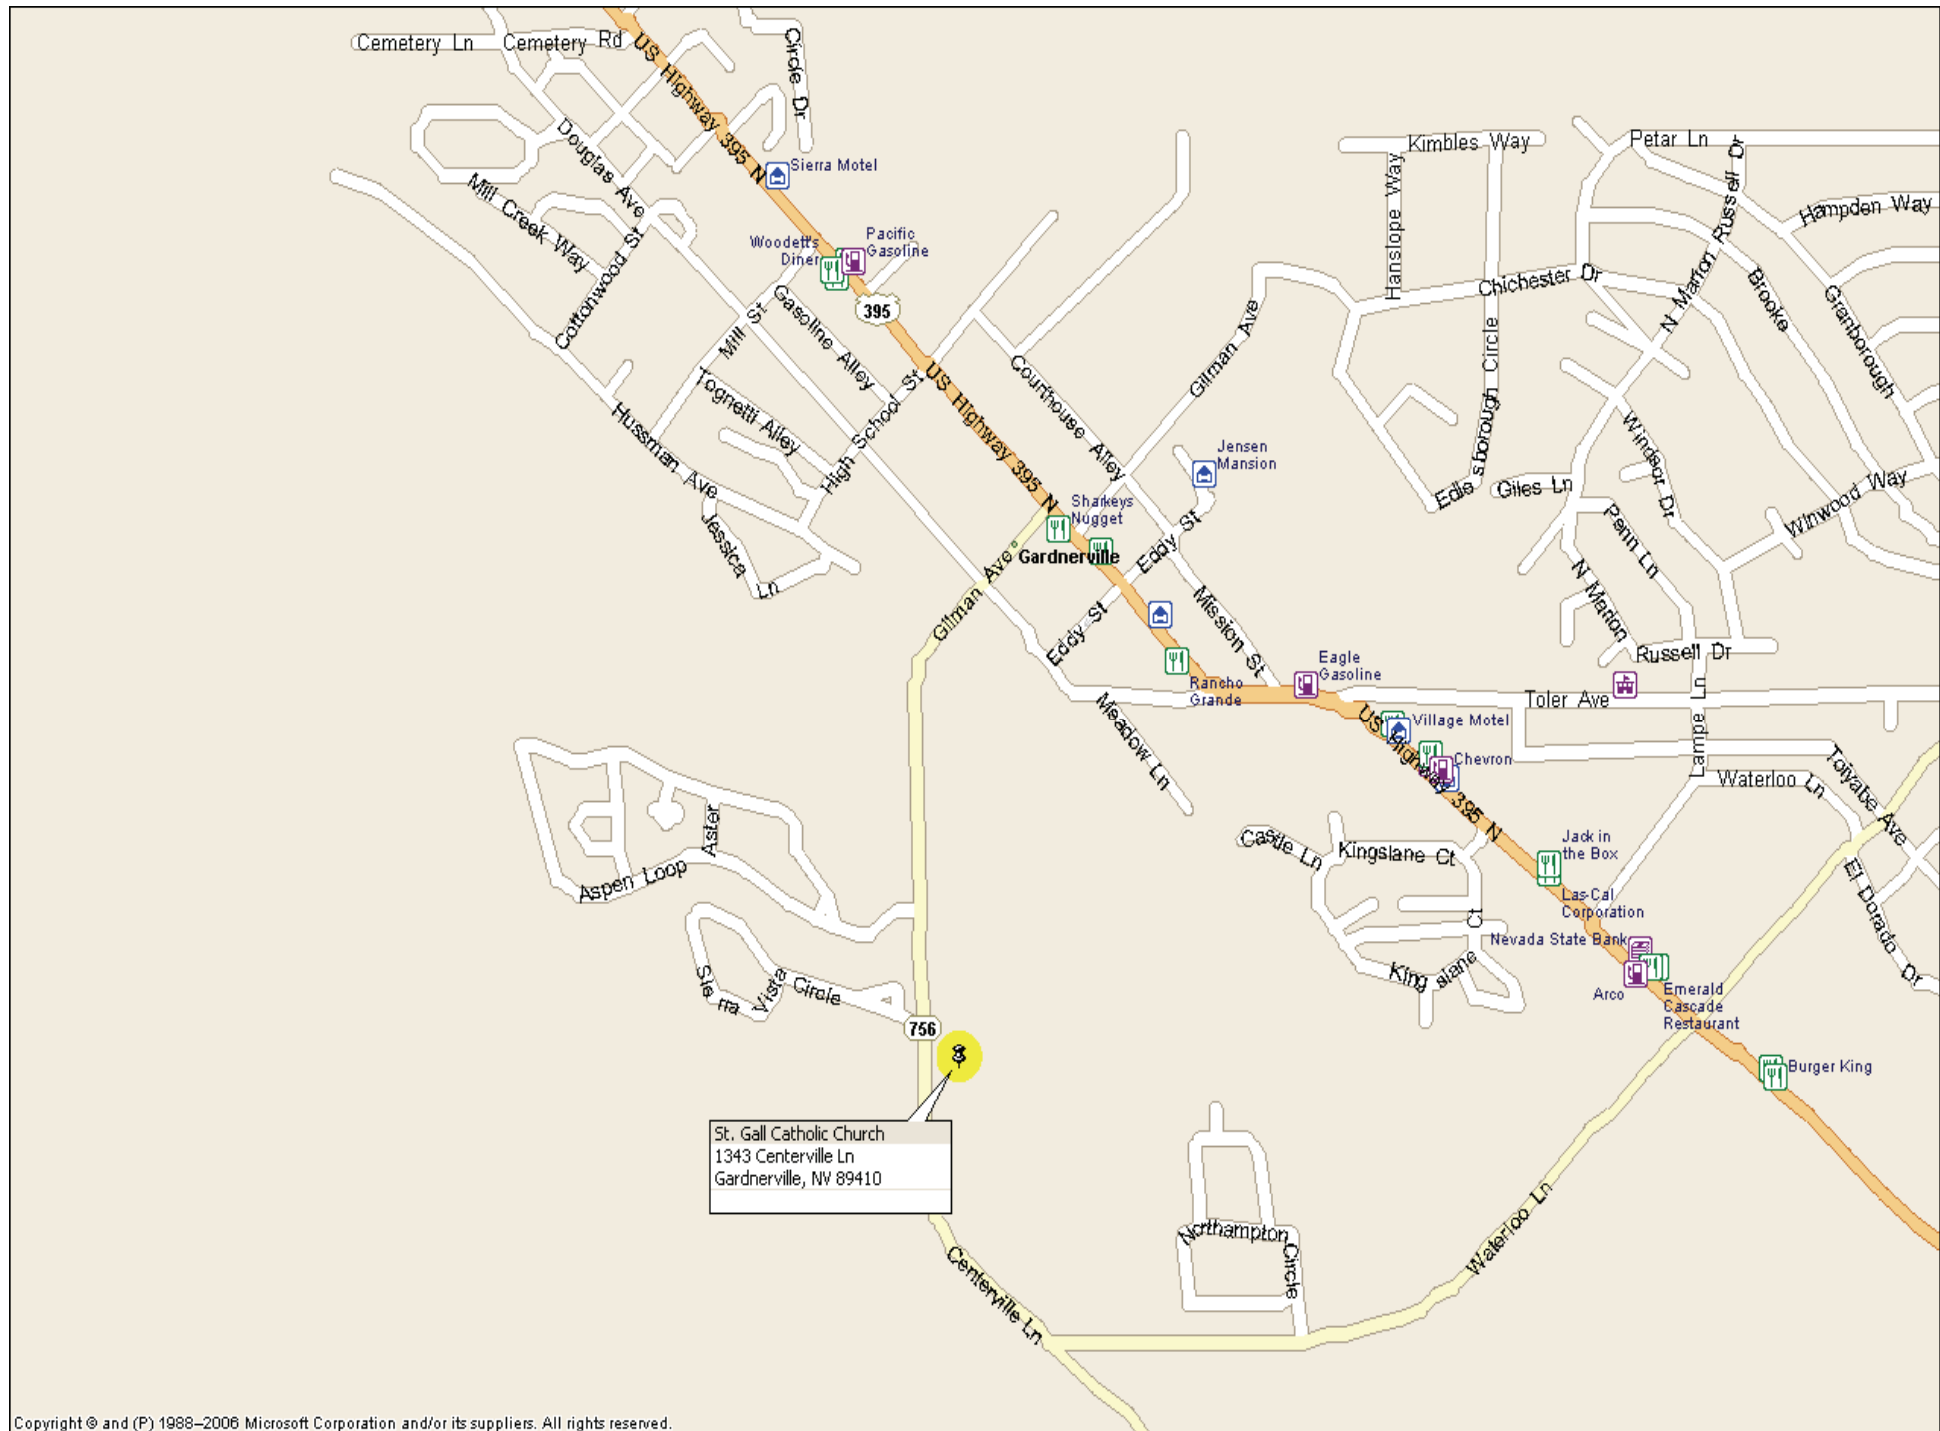 Cemetery Ln
Cemetery Rd
US Highway 395 N
Circle Dr
Douglas Ave
Sierra Motel
Mill Creek Way
Cottonwood St
Woodett's
Diner
Pacific
Gasoline
395
Mill St
Gasoline Alley
Tognetti Alley
High School St
US Highway 395 N
Hussman Ave
Jessica Ln
Courthouse Alley
Gilman Ave
Jensen
Mansion
Sharkeys
Nugget
Gardnerville
Gilman Ave
Eddy St
Eddy St
Mission St
Kimbles Way
Hanslope Way
Petar Ln
N Marion Russell Dr
Hampden Way
Chichester Dr
Brooke
Granborough
Edlesborough Circle
Giles Ln
Windsor Dr
Winwood Way
Penn Ln
N Marion
Russell Dr
Eagle
Gasoline
Rancho
Grande
Toler Ave
Meadow Ln
Village Motel
US Highway 395 N
Chevron
Lampe Ln
Waterloo Ln
Toiyabe Ave
El Dorado Dr
Castle Ln
Kingslane Ct
Kingslane Ct
Jack in
the Box
Las-Cal
Corporation
Nevada State Bank
Arco
Emerald
Cascade
Restaurant
Burger King
Aster
Aspen Loop
Sierra Vista Circle
756
St. Gall Catholic Church
1343 Centerville Ln
Gardnerville, NV 89410
Centerville Ln
Northampton Circle
Waterloo Ln
Copyright © and (P) 1988–2006 Microsoft Corporation and/or its suppliers. All rights reserved.